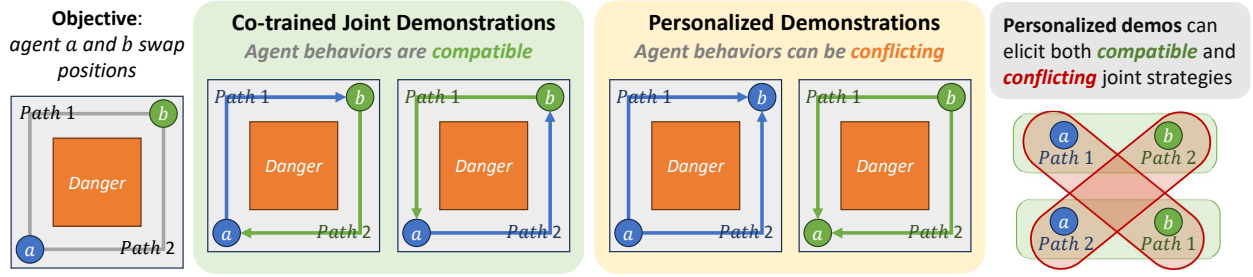 Objective:
agent a and b swap
positions
Path 1
b
Danger
a
Path 2
Co-trained Joint Demonstrations
Agent behaviors are compatible
Path 1
b
Danger
a
Path 2
Path 1
b
Danger
a
Path 2
Personalized Demonstrations
Agent behaviors can be conflicting
Path 1
b
Danger
a
Path 2
Path 1
b
Danger
a
Path 2
Personalized demos can
elicit both compatible and
conflicting joint strategies
a
b
Path 1
Path 2
a
b
Path 2
Path 1